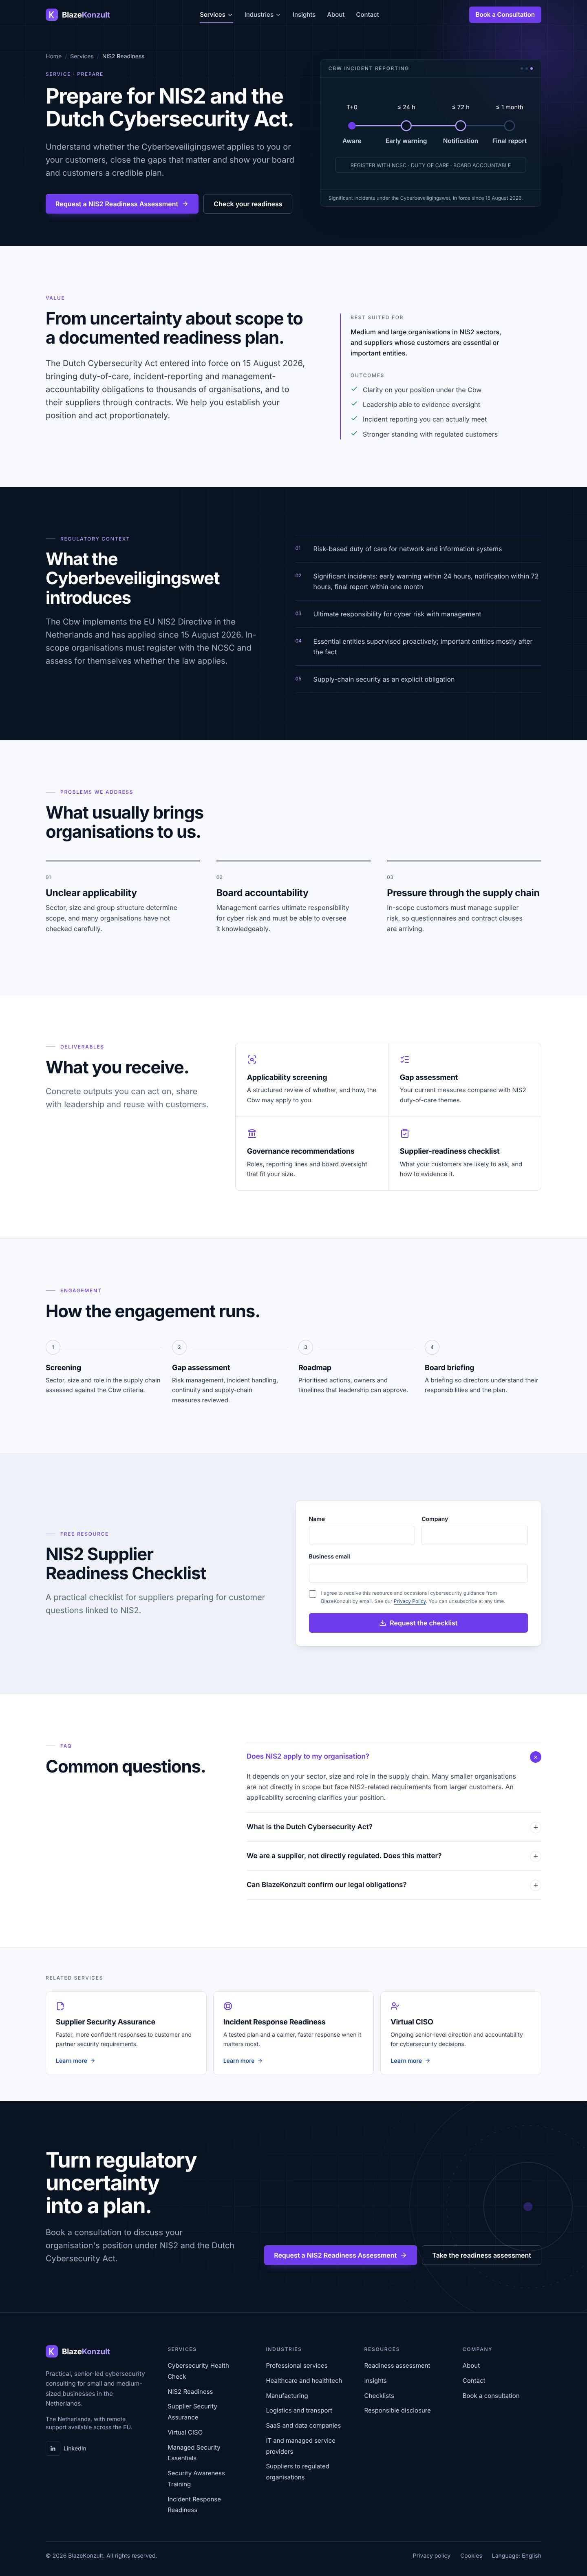 BlazeKonzult
Services
Industries
Insights
About
Contact
Book a Consultation
Home / Services / NIS2 Readiness
SERVICE · PREPARE
Prepare for NIS2 and the
Dutch Cybersecurity Act.
Understand whether the Cyberbeveiligingswet applies to you or
your customers, close the gaps that matter and show your board
and customers a credible plan.
Request a NIS2 Readiness Assessment
Check your readiness
CBW INCIDENT REPORTING
T+0
≤ 24 h
≤ 72 h
≤ 1 month
Aware
Early warning
Notification
Final report
REGISTER WITH NCSC · DUTY OF CARE · BOARD ACCOUNTABLE
Significant incidents under the Cyberbeveiligingswet, in force since 15 August 2026.
VALUE
From uncertainty about scope to
a documented readiness plan.
The Dutch Cybersecurity Act entered into force on 15 August 2026,
bringing duty-of-care, incident-reporting and management-
accountability obligations to thousands of organisations, and to
their suppliers through contracts. We help you establish your
position and act proportionately.
BEST SUITED FOR
Medium and large organisations in NIS2 sectors,
and suppliers whose customers are essential or
important entities.
OUTCOMES
Clarity on your position under the Cbw
Leadership able to evidence oversight
Incident reporting you can actually meet
Stronger standing with regulated customers
REGULATORY CONTEXT
What the
Cyberbeveiligingswet
introduces
The Cbw implements the EU NIS2 Directive in the
Netherlands and has applied since 15 August 2026. In-
scope organisations must register with the NCSC and
assess for themselves whether the law applies.
01 Risk-based duty of care for network and information systems
02 Significant incidents: early warning within 24 hours, notification within 72
hours, final report within one month
03 Ultimate responsibility for cyber risk with management
04 Essential entities supervised proactively; important entities mostly after
the fact
05 Supply-chain security as an explicit obligation
PROBLEMS WE ADDRESS
What usually brings
organisations to us.
01
Unclear applicability
Sector, size and group structure determine
scope, and many organisations have not
checked carefully.
02
Board accountability
Management carries ultimate responsibility
for cyber risk and must be able to oversee
it knowledgeably.
03
Pressure through the supply chain
In-scope customers must manage supplier
risk, so questionnaires and contract clauses
are arriving.
DELIVERABLES
What you receive.
Concrete outputs you can act on, share
with leadership and reuse with customers.
Applicability screening
A structured review of whether, and how, the
Cbw may apply to you.
Gap assessment
Your current measures compared with NIS2
duty-of-care themes.
Governance recommendations
Roles, reporting lines and board oversight
that fit your size.
Supplier-readiness checklist
What your customers are likely to ask, and
how to evidence it.
ENGAGEMENT
How the engagement runs.
1
Screening
Sector, size and role in the supply chain
assessed against the Cbw criteria.
2
Gap assessment
Risk management, incident handling,
continuity and supply-chain
measures reviewed.
3
Roadmap
Prioritised actions, owners and
timelines that leadership can approve.
4
Board briefing
A briefing so directors understand their
responsibilities and the plan.
FREE RESOURCE
NIS2 Supplier
Readiness Checklist
A practical checklist for suppliers preparing for customer
questions linked to NIS2.
Name
Company
Business email
I agree to receive this resource and occasional cybersecurity guidance from
BlazeKonzult by email. See our Privacy Policy. You can unsubscribe at any time.
Request the checklist
FAQ
Common questions.
Does NIS2 apply to my organisation?
It depends on your sector, size and role in the supply chain. Many smaller organisations
are not directly in scope but face NIS2-related requirements from larger customers. An
applicability screening clarifies your position.
What is the Dutch Cybersecurity Act?
We are a supplier, not directly regulated. Does this matter?
Can BlazeKonzult confirm our legal obligations?
RELATED SERVICES
Supplier Security Assurance
Faster, more confident responses to customer and
partner security requirements.
Learn more
Incident Response Readiness
A tested plan and a calmer, faster response when it
matters most.
Learn more
Virtual CISO
Ongoing senior-level direction and accountability
for cybersecurity decisions.
Learn more
Turn regulatory
uncertainty
into a plan.
Book a consultation to discuss your
organisation's position under NIS2 and the Dutch
Cybersecurity Act.
Request a NIS2 Readiness Assessment
Take the readiness assessment
BlazeKonzult
Practical, senior-led cybersecurity
consulting for small and medium-
sized businesses in the
Netherlands.
The Netherlands, with remote
support available across the EU.
LinkedIn
SERVICES
Cybersecurity Health
Check
NIS2 Readiness
Supplier Security
Assurance
Virtual CISO
Managed Security
Essentials
Security Awareness
Training
Incident Response
Readiness
INDUSTRIES
Professional services
Healthcare and healthtech
Manufacturing
Logistics and transport
SaaS and data companies
IT and managed service
providers
Suppliers to regulated
organisations
RESOURCES
Readiness assessment
Insights
Checklists
Responsible disclosure
COMPANY
About
Contact
Book a consultation
© 2026 BlazeKonzult. All rights reserved.
Privacy policy
Cookies
Language: English